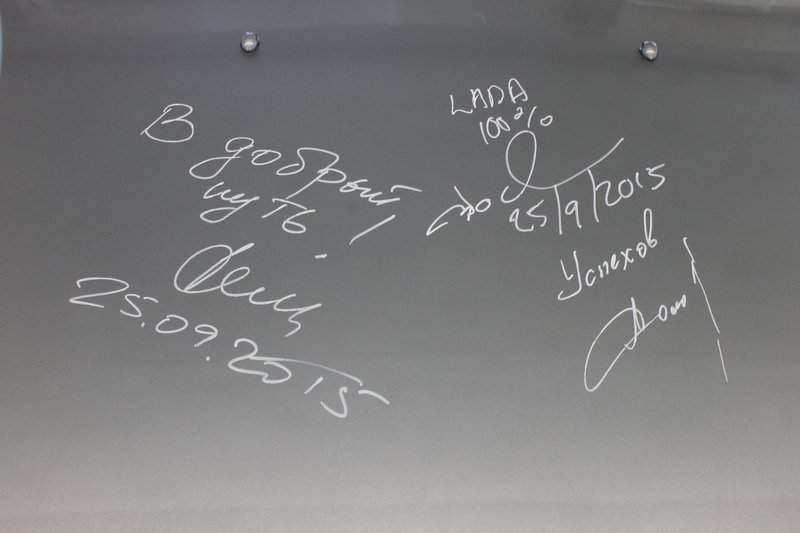 В добрый
путь!
25.09.2015
LADA
100%
25/9/2015
Успехов